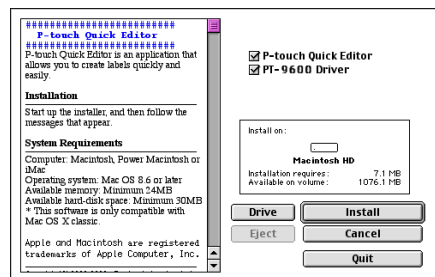 ########################
P-touch Quick Editor
########################
P-touch Quick Editor is an application that
allows you to create labels quickly and
easily.
Installation
Start up the installer, and then follow the
messages that appear.
System Requirements
Computer: Macintosh, Power Macintosh or
iMac
Operating system: Mac OS 8.6 or later
Available memory: Minimum 24MB
Available hard-disk space: Minimum 30MB
* This software is only compatible with
Mac OS X classic.
Apple and Macintosh are registered
trademarks of Apple Computer, Inc.
P-touch Quick Editor
PT-9600 Driver
Install on:
Macintosh HD
Installation requires: 7.1 MB
Available on volume: 1076.1 MB
Drive
Install
Eject
Cancel
Quit